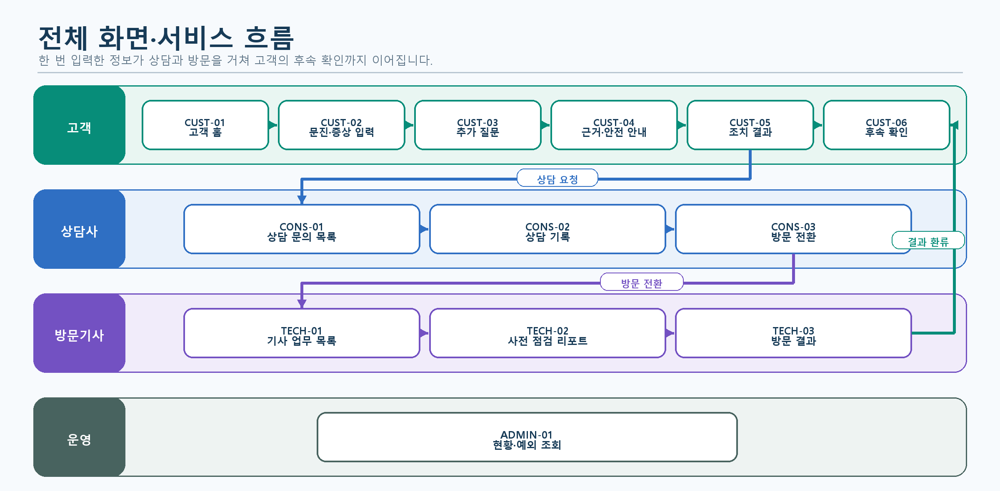 전체 화면·서비스 흐름
한 번 입력한 정보가 상담과 방문을 거쳐 고객의 후속 확인까지 이어집니다.
고객
CUST-01
고객 홈
CUST-02
문진·증상 입력
CUST-03
추가 질문
CUST-04
근거·안전 안내
CUST-05
조치 결과
CUST-06
후속 확인
상담 요청
상담사
CONS-01
상담 문의 목록
CONS-02
상담 기록
CONS-03
방문 전환
결과 환류
방문 전환
방문기사
TECH-01
기사 업무 목록
TECH-02
사전 점검 리포트
TECH-03
방문 결과
운영
ADMIN-01
현황·예외 조회